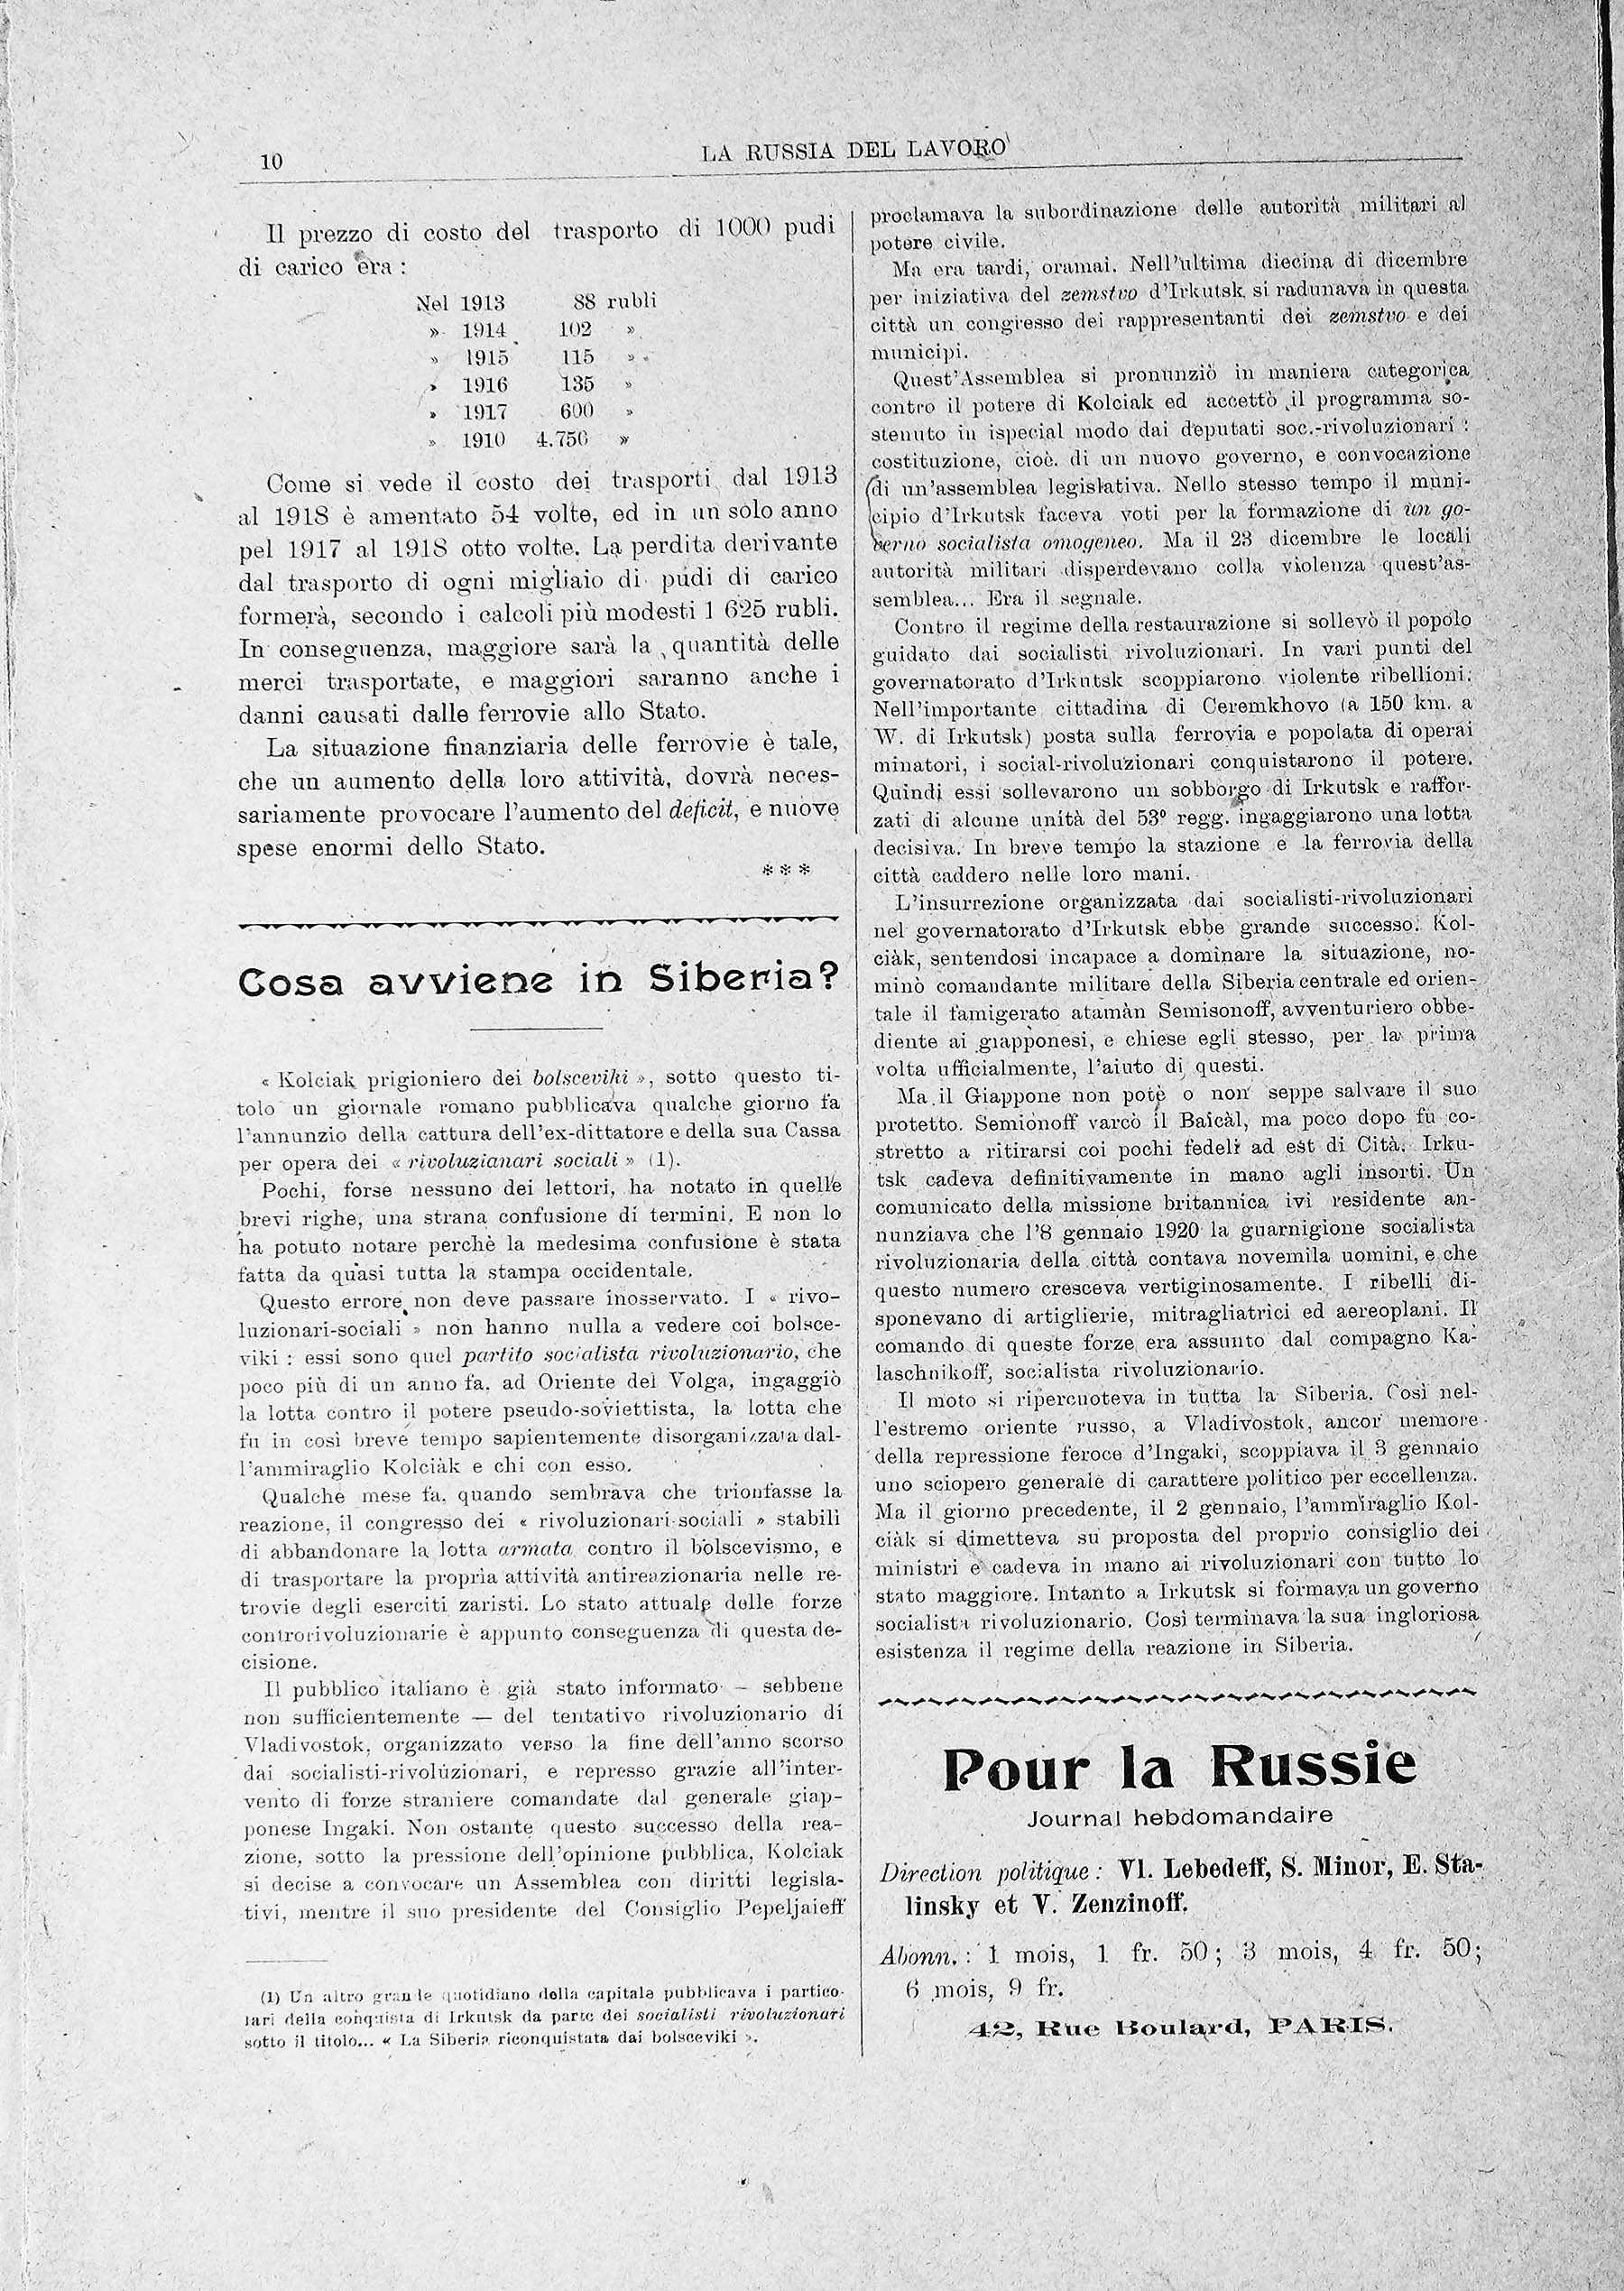 10
LA RUSSIA DEL LAVORO
Il prezzo di costo del trasporto di 1000 pudi
di carico era :
Nel 1913 88 rubli
» 1914 102 »
» 1915 115 »
» 1916 135 »
» 1917 600 »
» 1910 4.756 »
Come si vede il costo dei trasporti dal 1913
al 1918 è amentato 54 volte, ed in un solo anno
pel 1917 al 1918 otto volte. La perdita derivante
dal trasporto di ogni migliaio di pudi di carico
formerà, secondo i calcoli più modesti 1 625 rubli.
In conseguenza, maggiore sarà la quantità delle
merci trasportate, e maggiori saranno anche i
danni causati dalle ferrovie allo Stato.
La situazione finanziaria delle ferrovie è tale,
che un aumento della loro attività, dovrà neces-
sariamente provocare l'aumento del deficit, e nuove
spese enormi dello Stato.
***
Cosa avviene in Siberia?
« Kolciak prigioniero dei bolsceviki », sotto questo ti-
tolo un giornale romano pubblicava qualche giorno fa
l'annunzio della cattura dell'ex-dittatore e della sua Cassa
per opera dei « rivoluzianari sociali » (1).
Pochi, forse nessuno dei lettori, ha notato in quelle
brevi righe, una strana confusione di termini. E non lo
ha potuto notare perchè la medesima confusione è stata
fatta da quasi tutta la stampa occidentale.
Questo errore non deve passare inosservato. I « rivo-
luzionari-sociali » non hanno nulla a vedere coi bolsce-
viki : essi sono quel partito socialista rivoluzionario, che
poco più di un anno fa, ad Oriente del Volga, ingaggiò
la lotta contro il potere pseudo-soviettista, la lotta che
fu in così breve tempo sapientemente disorganizzata dal-
l'ammiraglio Kolciàk e chi con esso.
Qualche mese fa, quando sembrava che trionfasse la
reazione, il congresso dei « rivoluzionari-sociali » stabilì
di abbandonare la lotta armata contro il bolscevismo, e
di trasportare la propria attività antireazionaria nelle re-
trovie degli eserciti zaristi. Lo stato attuale delle forze
controrivoluzionarie è appunto conseguenza di questa de-
cisione.
Il pubblico italiano è già stato informato — sebbene
non sufficientemente — del tentativo rivoluzionario di
Vladivostok, organizzato verso la fine dell'anno scorso
dai socialisti-rivolùzionari, e represso grazie all'inter-
vento di forze straniere comandate dal generale giap-
ponese Ingaki. Non ostante questo successo della rea-
zione, sotto la pressione dell'opinione pubblica, Kolciak
si decise a convocare un Assemblea con diritti legisla-
tivi, mentre il suo presidente del Consiglio Pepeljaieff
(1) Un altro grande quotidiano della capitale pubblicava i partico-
lari della conquista di Irkutsk da parte dei socialisti rivoluzionari
sotto il titolo... « La Siberia riconquistata dai bolsceviki ».
proclamava la subordinazione delle autorità militari al
potere civile.
Ma era tardi, oramai. Nell'ultima diecina di dicembre
per iniziativa del zemstvo d'Irkutsk si radunava in questa
città un congresso dei rappresentanti dei zemstvo e dei
municipi.
Quest'Assemblea si pronunziò in maniera categorica
contro il potere di Kolciak ed accettò il programma so-
stenuto in ispecial modo dai deputati soc.-rivoluzionari :
costituzione, cioè. di un nuovo governo, e convocazione
di un'assemblea legislativa. Nello stesso tempo il muni-
cipio d'Irkutsk faceva voti per la formazione di un go-
verno socialista omogeneo. Ma il 23 dicembre le locali
autorità militari disperdevano colla violenza quest'as-
semblea... Era il segnale.
Contro il regime della restaurazione si sollevò il popolo
guidato dai socialisti rivoluzionari. In vari punti del
governatorato d'Irkutsk scoppiarono violente ribellioni.
Nell'importante cittadina di Ceremkhovo (a 150 km. a
W. di Irkutsk) posta sulla ferrovia e popolata di operai
minatori, i social-rivoluzionari conquistarono il potere.
Quindi essi sollevarono un sobborgo di Irkutsk e raffor-
zati di alcune unità del 53º regg. ingaggiarono una lotta
decisiva. In breve tempo la stazione e la ferrovia della
città caddero nelle loro mani.
L'insurrezione organizzata dai socialisti-rivoluzionari
nel governatorato d'Irkutsk ebbe grande successo. Kol-
ciàk, sentendosi incapace a dominare la situazione, no-
minò comandante militare della Siberia centrale ed orien-
tale il famigerato atamàn Semisonoff, avventuriero obbe-
diente ai giapponesi, e chiese egli stesso, per la prima
volta ufficialmente, l'aiuto di questi.
Ma il Giappone non potè o non seppe salvare il suo
protetto. Semiònoff varcò il Baicàl, ma poco dopo fu co-
stretto a ritirarsi coi pochi fedeli ad est di Cità. Irku-
tsk cadeva definitivamente in mano agli insorti. Un
comunicato della missione britannica ivi residente an-
nunziava che l'8 gennaio 1920 la guarnigione socialista
rivoluzionaria della città contava novemila uomini, e che
questo numero cresceva vertiginosamente. I ribelli di-
sponevano di artiglierie, mitragliatrici ed aereoplani. Il
comando di queste forze era assunto dal compagno Ka-
laschnikoff, socialista rivoluzionario.
Il moto si ripercuoteva in tutta la Siberia. Così nel-
l'estremo oriente russo, a Vladivostok, ancor memore
della repressione feroce d'Ingaki, scoppiava il 3 gennaio
uno sciopero generale di carattere politico per eccellenza.
Ma il giorno precedente, il 2 gennaio, l'ammiraglio Kol-
ciàk si dimetteva su proposta del proprio consiglio dei
ministri e cadeva in mano ai rivoluzionari con tutto lo
stato maggiore. Intanto a Irkutsk si formava un governo
socialista rivoluzionario. Così terminava la sua ingloriosa
esistenza il regime della reazione in Siberia.
Pour la Russie
Journal hebdomandaire
Direction politique : Vl. Lebedeff, S. Minor, E. Sta-
linsky et V. Zenzinoff.
Abonn. : 1 mois, 1 fr. 50 ; 3 mois, 4 fr. 50;
6 mois, 9 fr.
42, Rue Boulard, PARIS.